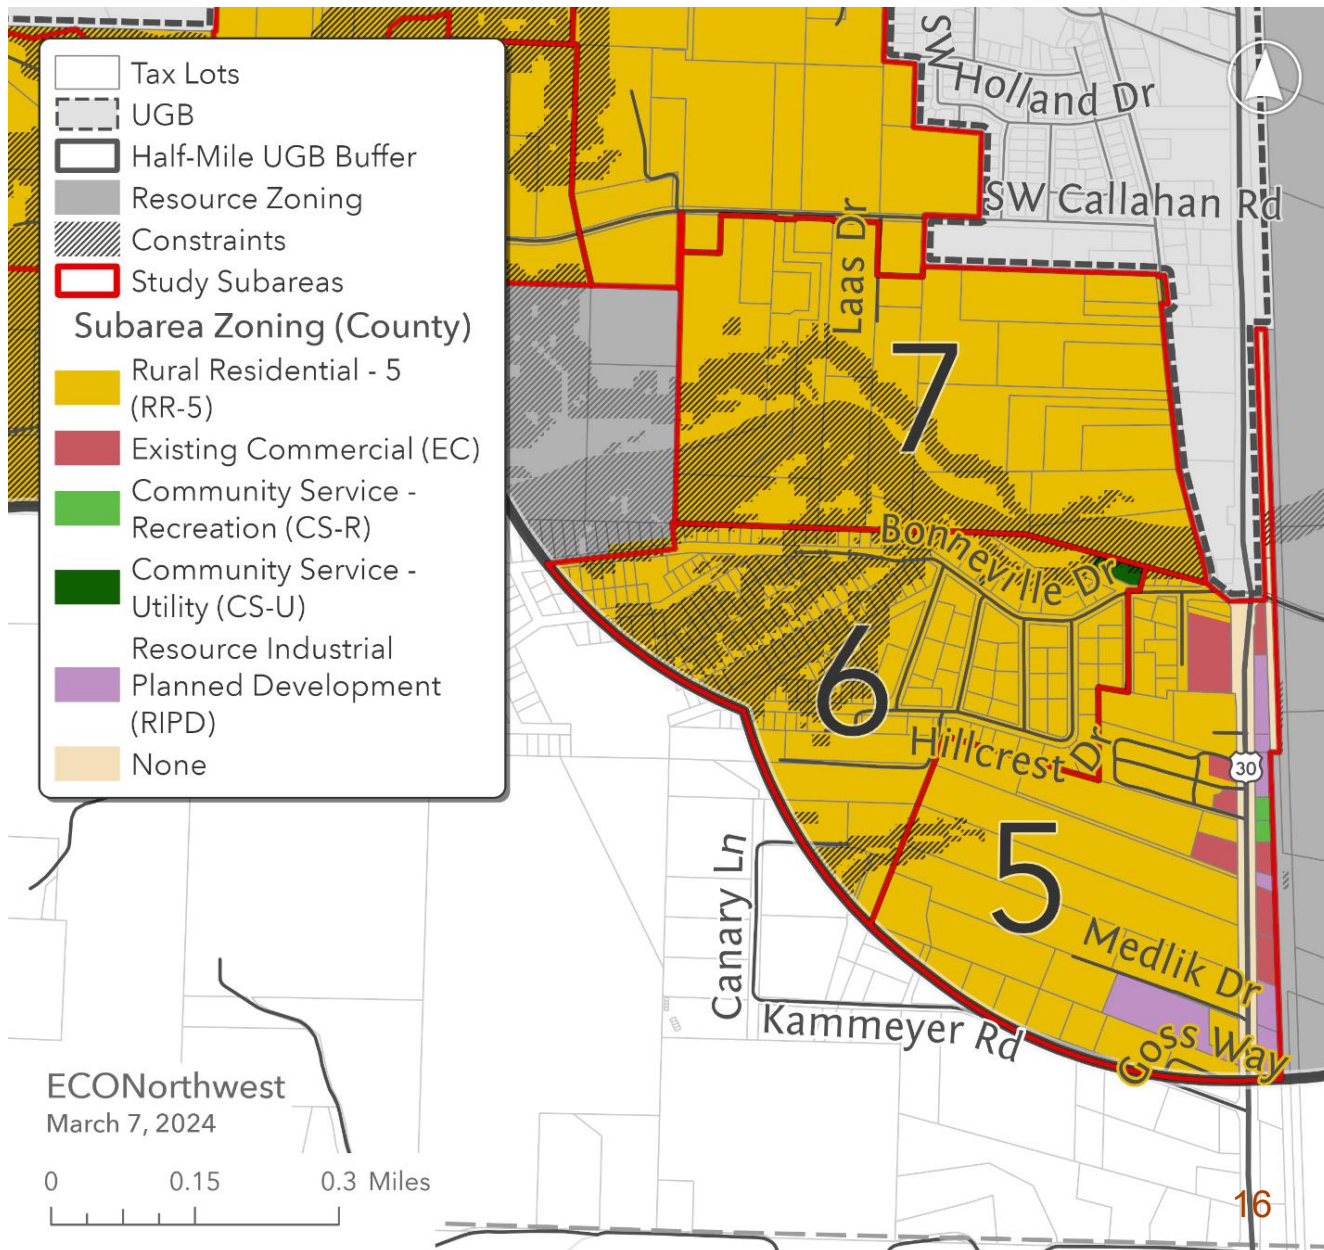 Tax Lots
UGB
Half-Mile UGB Buffer
Resource Zoning
Constraints
Study Subareas
Subarea Zoning (County)
Rural Residential - 5
(RR-5)
Existing Commercial (EC)
Community Service -
Recreation (CS-R)
Community Service -
Utility (CS-U)
Resource Industrial
Planned Development
(RIPD)
None
SW Holland Dr
SW Callahan Rd
Laas Dr
7
Bonneville Dr
6
Hillcrest Dr
30
5
Canary Ln
Medlik Dr
Kammeyer Rd
Goss Way
ECONorthwest
March 7, 2024
0 0.15 0.3 Miles
16